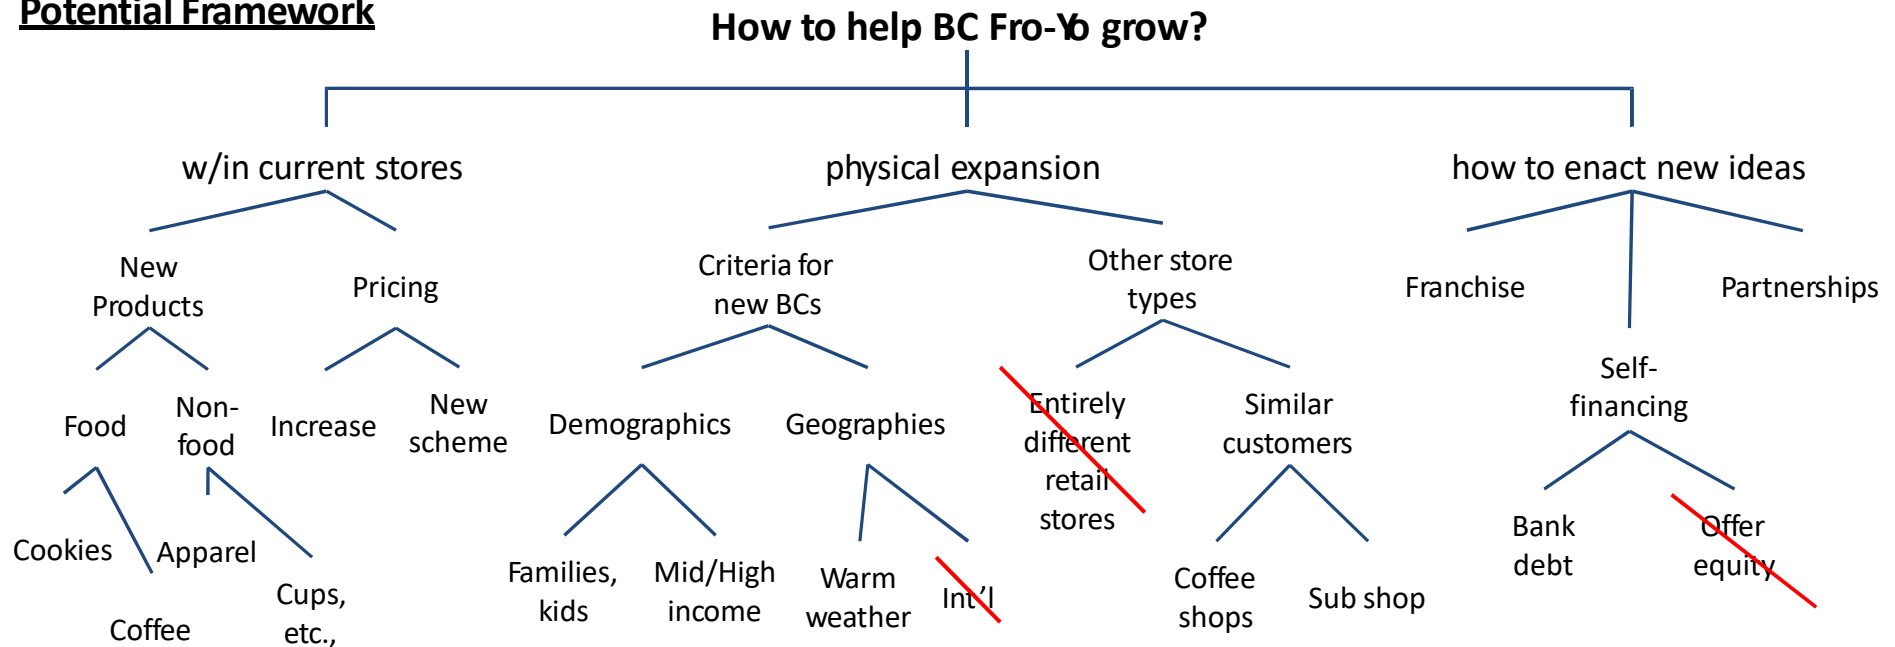 Potential Framework
How to help BC Fro-Yo grow?
w/in current stores
physical expansion
how to enact new ideas
New
Products
Pricing
Criteria for
new BCs
Other store
types
Franchise
Partnerships
Self-
financing
Food
Non-
food
Increase
New
scheme
Demographics
Geographies
Entirely
different
retail
stores
Similar
customers
Cookies
Coffee
Apparel
Cups,
etc.,
Families,
kids
Mid/High
income
Warm
weather
Int’l
Coffee
shops
Sub shop
Bank
debt
Offer
equity